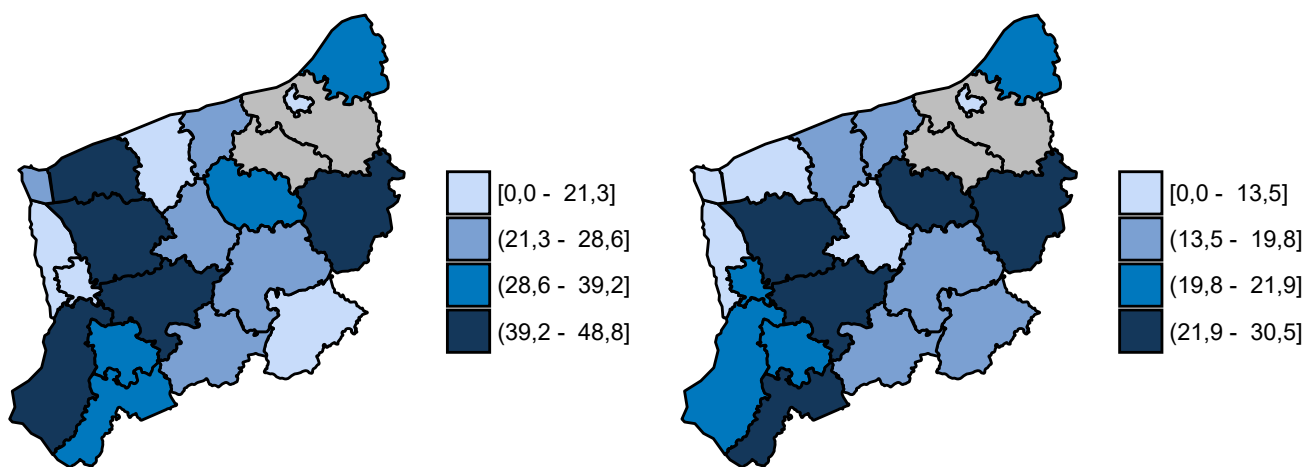 [0,0 - 21,3]
(21,3 - 28,6]
(28,6 - 39,2]
(39,2 - 48,8]
[0,0 - 13,5]
(13,5 - 19,8]
(19,8 - 21,9]
(21,9 - 30,5]